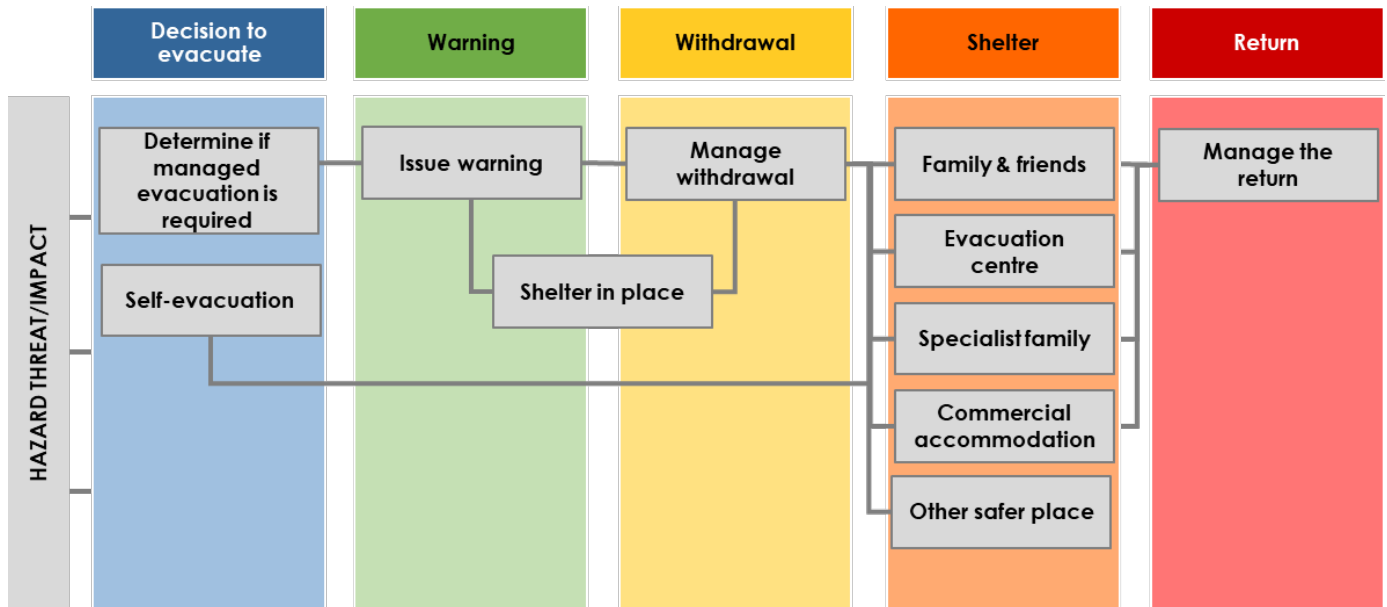 Decision to
evacuate
Warning
Withdrawal
Shelter
Return
HAZARD THREAT/IMPACT
Determine if
managed
evacuation is
required
Self-evacuation
Issue warning
Shelter in place
Manage
withdrawal
Family & friends
Evacuation
centre
Specialist family
Commercial
accommodation
Other safer place
Manage the
return